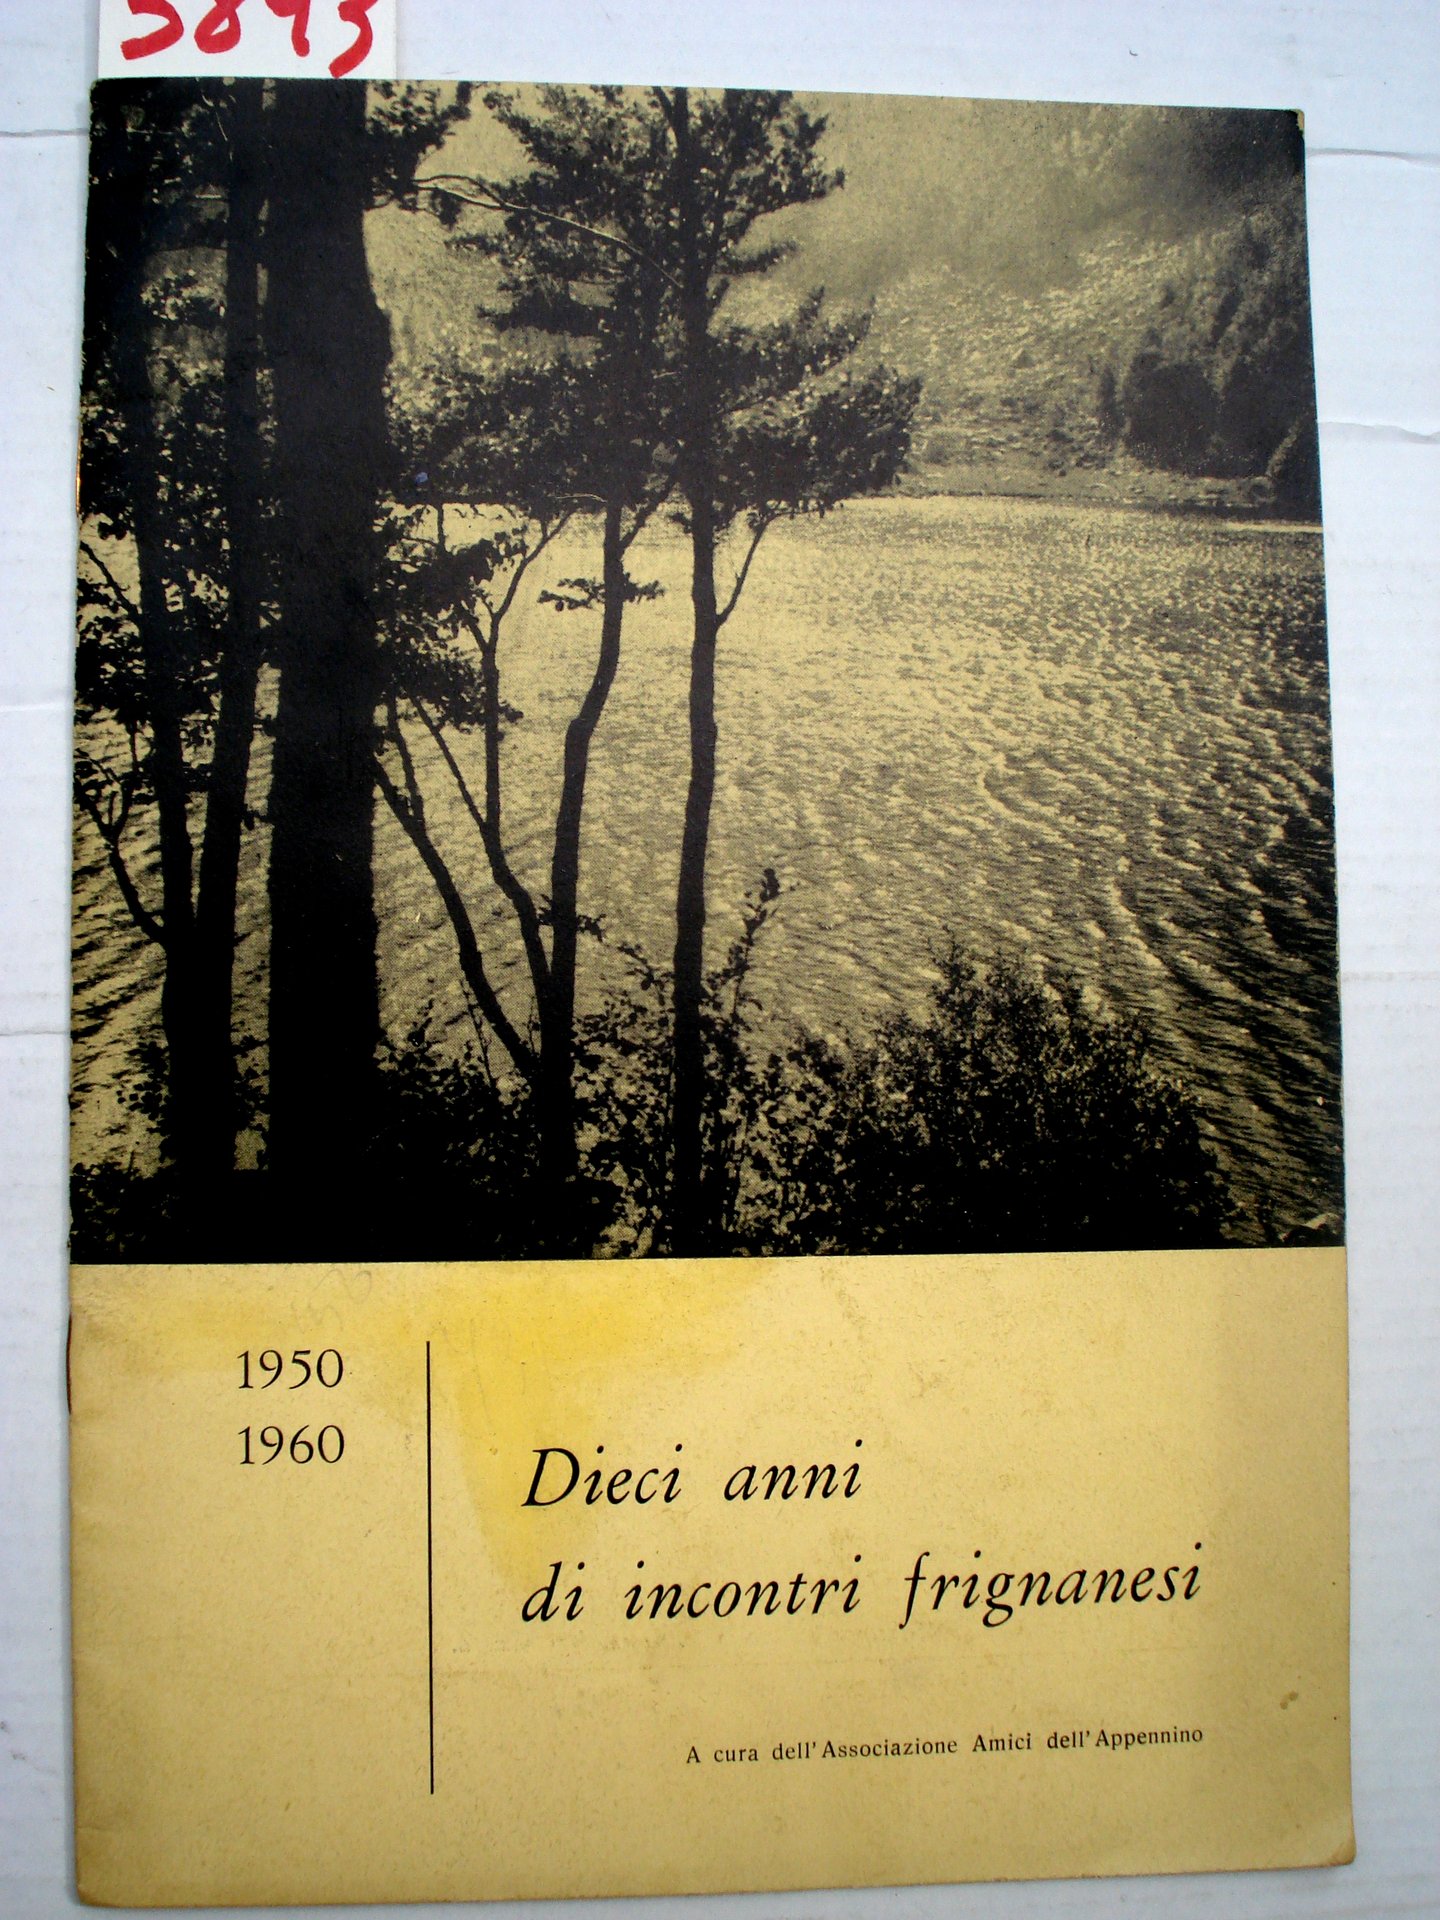 1950
1960
Dieci anni
di incontri frignanesi
A cura dell'Associazione Amici dell'Appennino